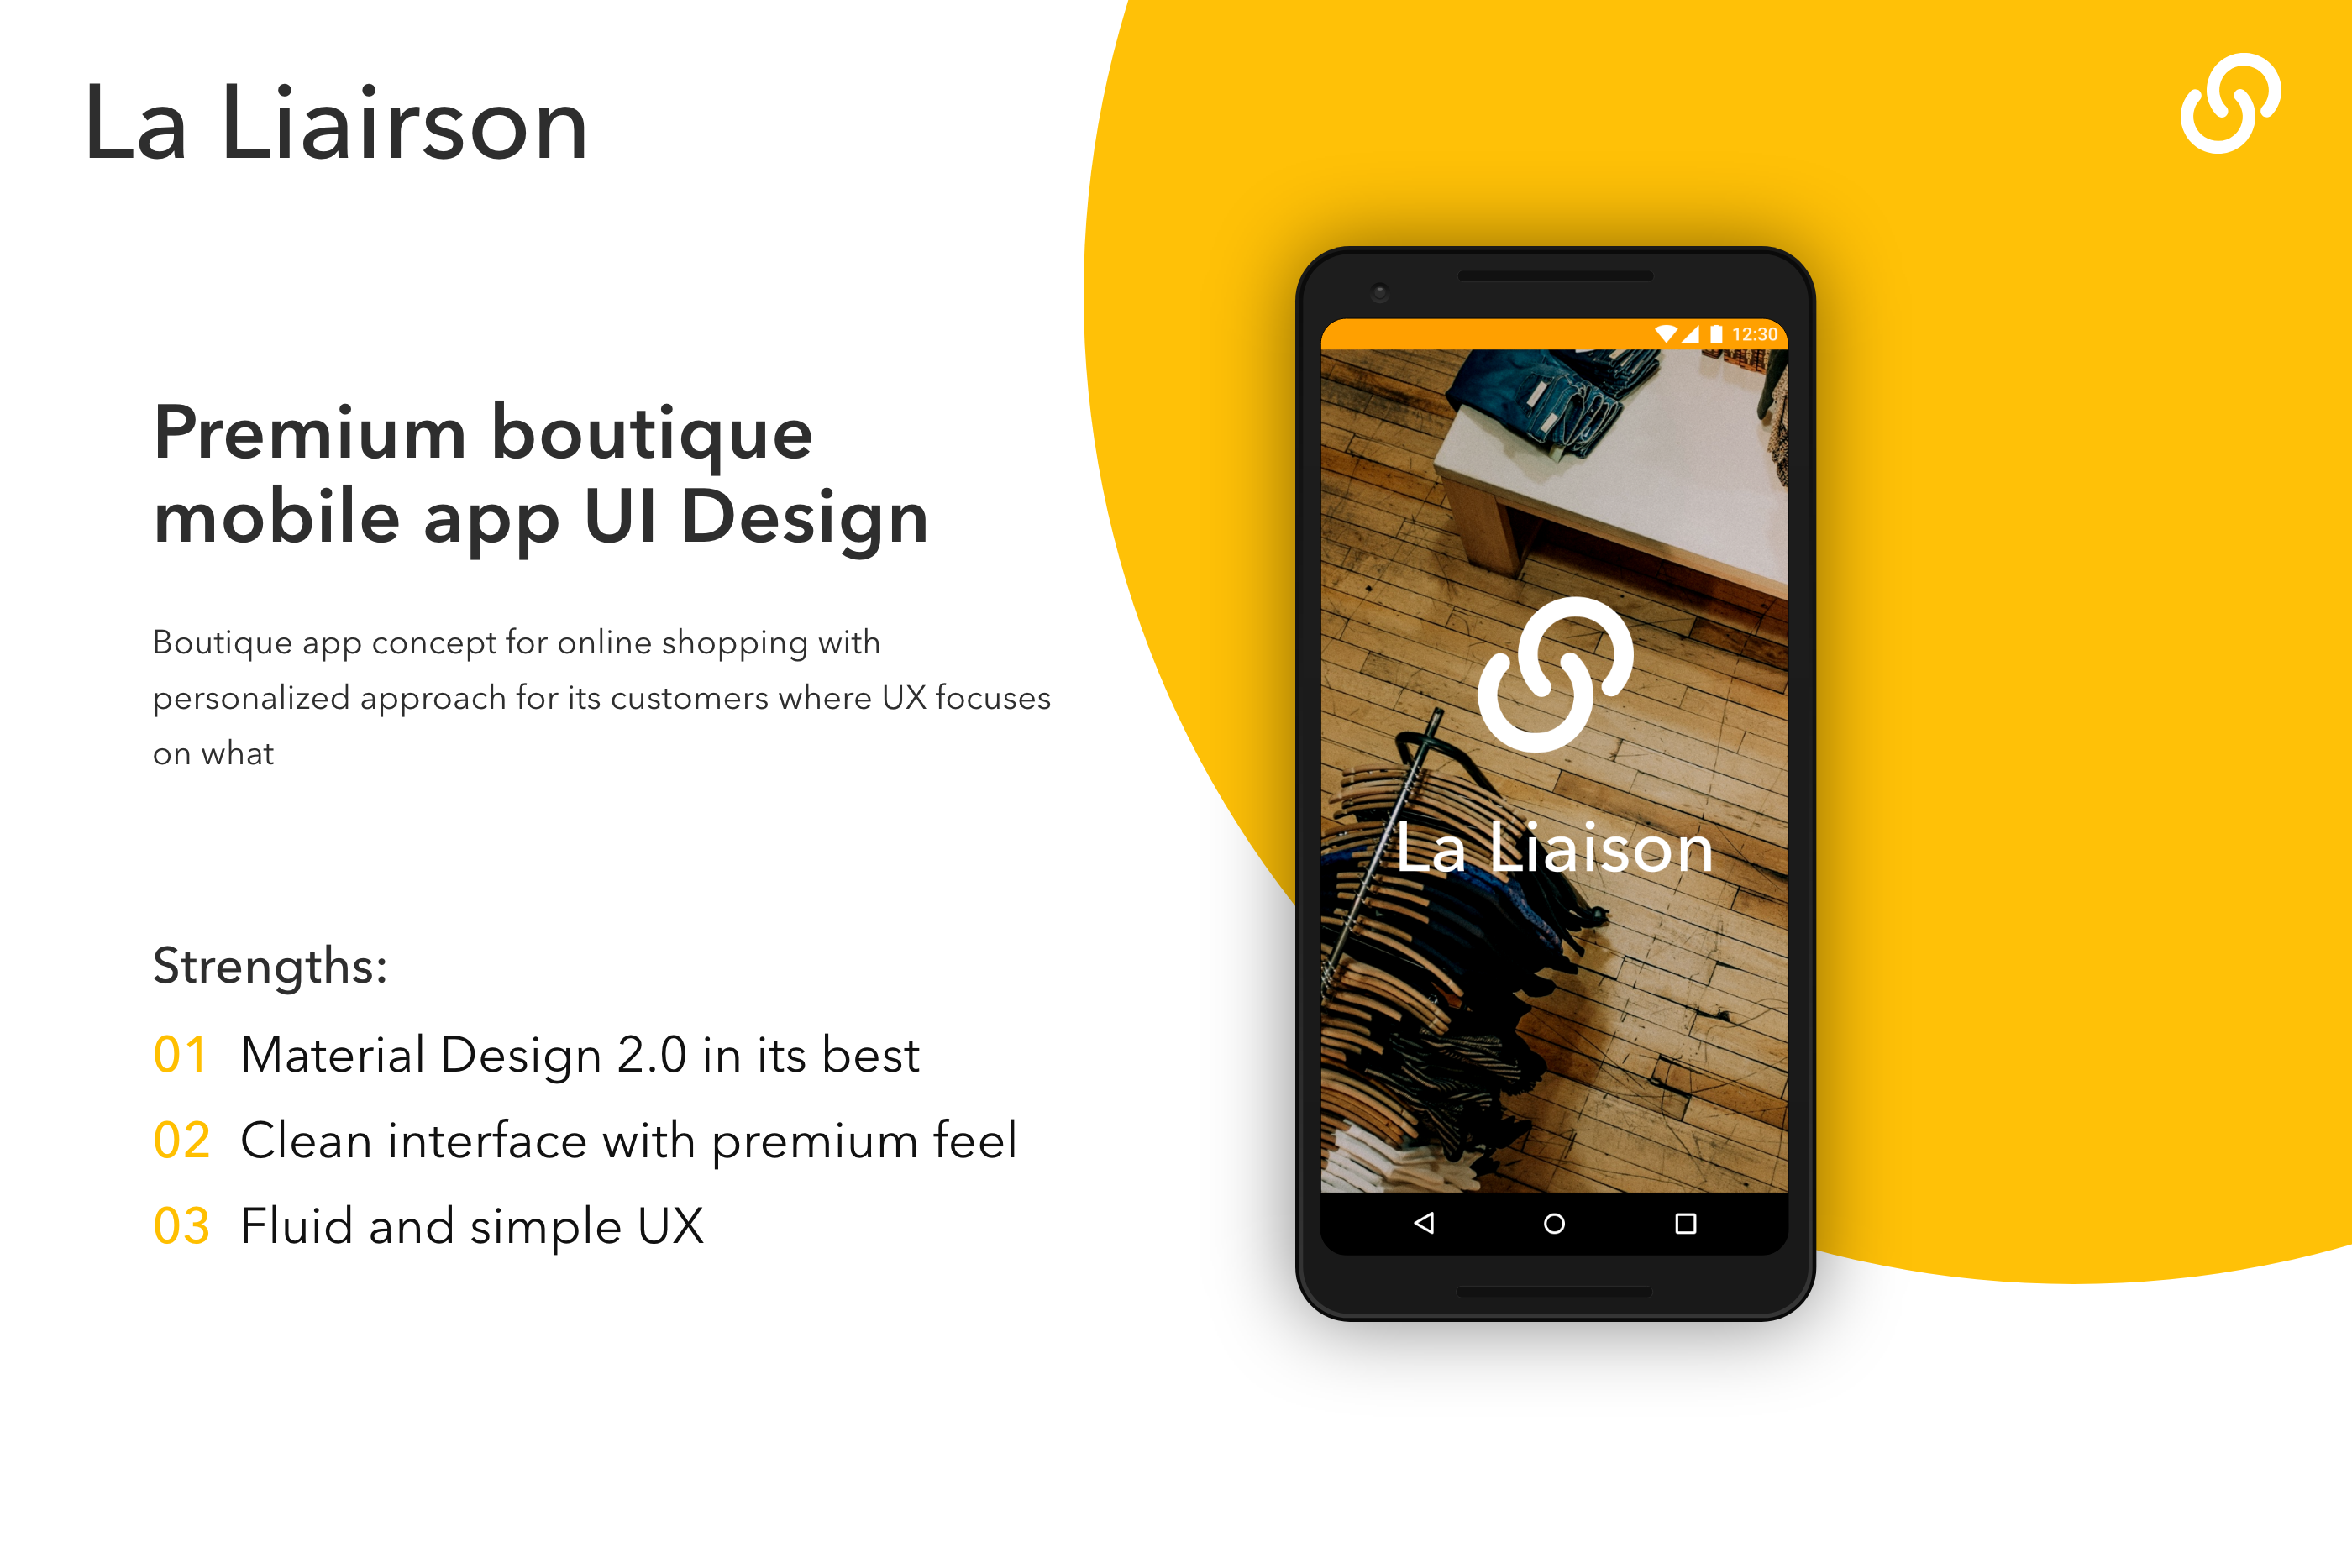 La Liairson
Premium boutique
mobile app UI Design
Boutique app concept for online shopping with
personalized approach for its customers where UX focuses
on what
Strengths:
01 Material Design 2.0 in its best
02 Clean interface with premium feel
03 Fluid and simple UX
12:30
La Liaison